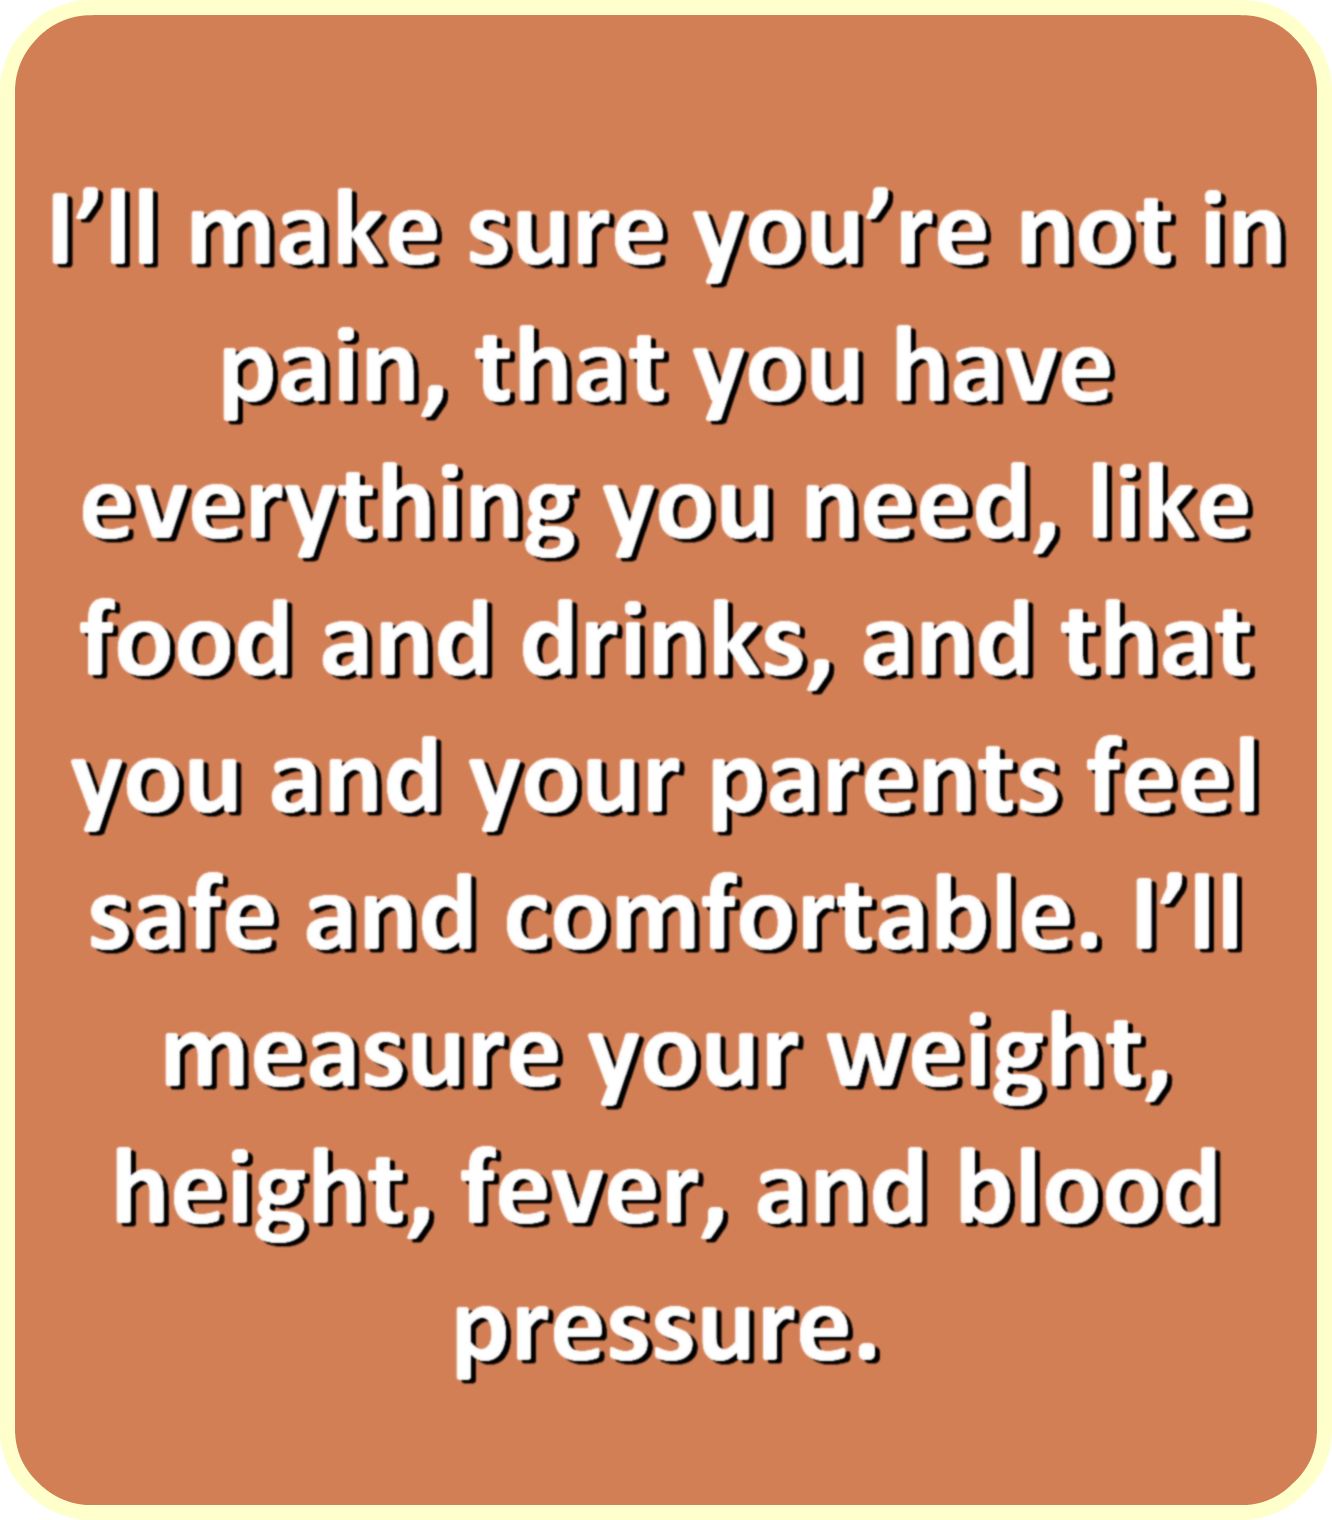 I’ll make sure you’re not in
pain, that you have
everything you need, like
food and drinks, and that
you and your parents feel
safe and comfortable. I’ll
measure your weight,
height, fever, and blood
pressure.